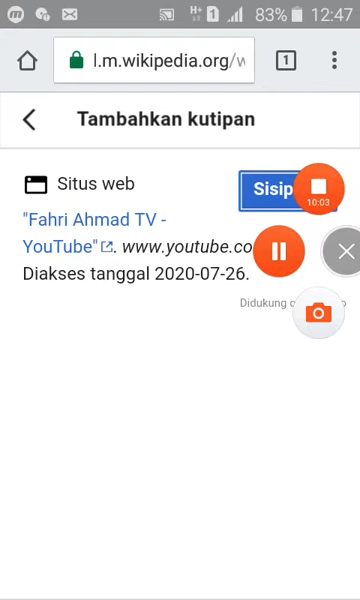 H+ 1 83% 12:47
l.m.wikipedia.org/w 1
Tambahkan kutipan
Situs web
Sisip
10:03
"Fahri Ahmad TV -
YouTube". www.youtube.co
Diakses tanggal 2020-07-26.
Didukung